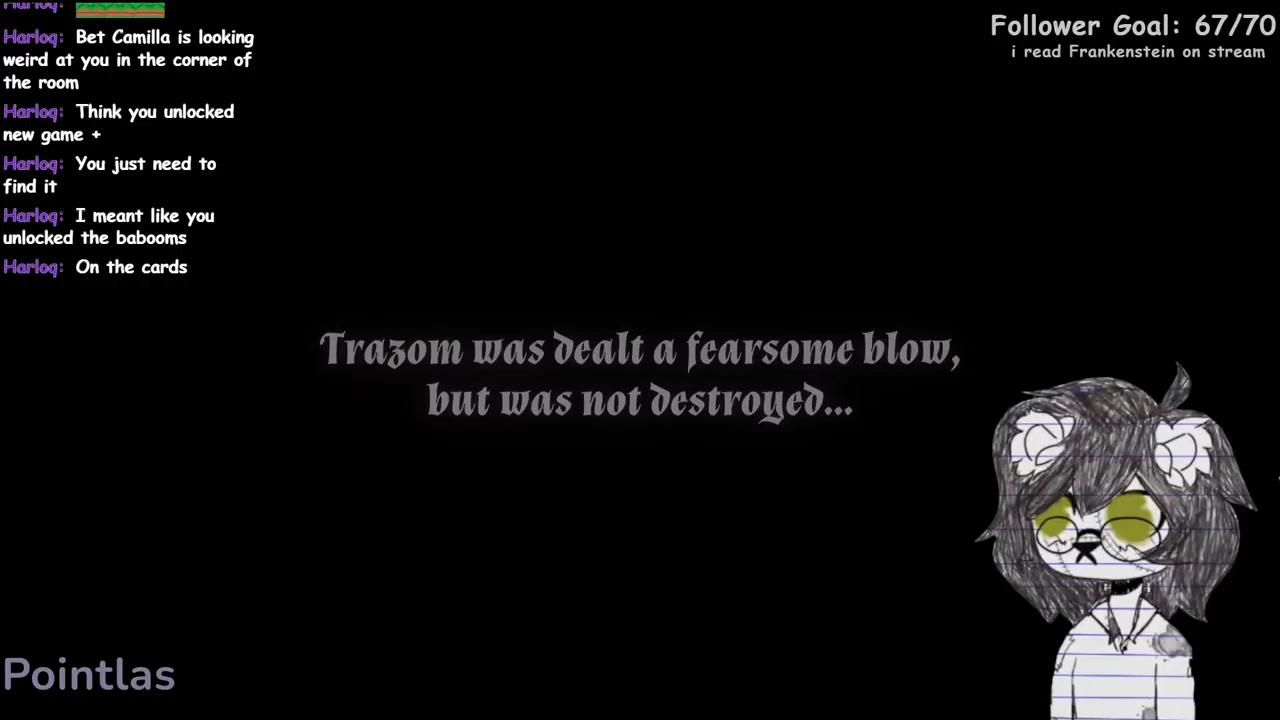 Harloq:
Harloq: Bet Camilla is looking
weird at you in the corner of
the room
Harloq: Think you unlocked
new game +
Harloq: You just need to
find it
Harloq: I meant like you
unlocked the babooms
Harloq: On the cards
Follower Goal: 67/70
i read Frankenstein on stream
Trazom was dealt a fearsome blow,
but was not destroyed...
Pointlas